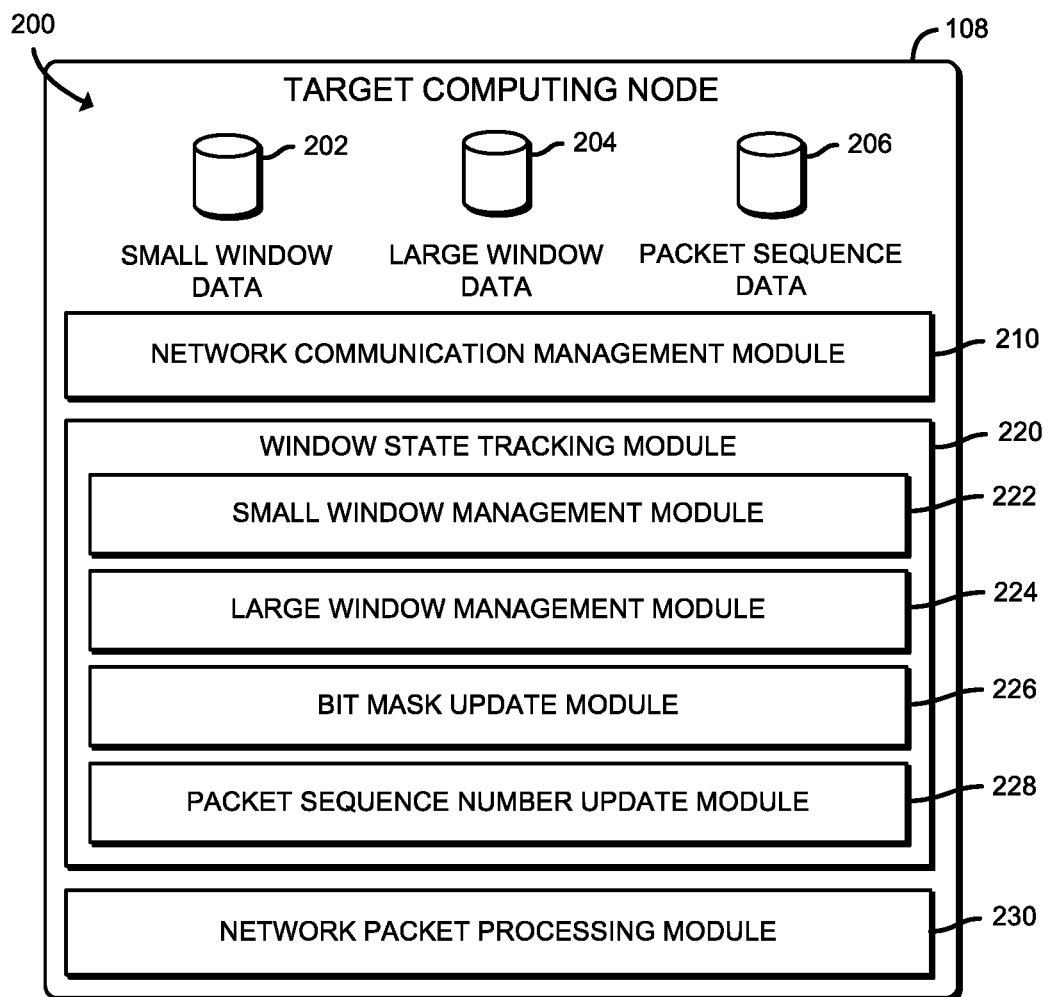 200
108
TARGET COMPUTING NODE
202
204
206
SMALL WINDOW
DATA
LARGE WINDOW
DATA
PACKET SEQUENCE
DATA
NETWORK COMMUNICATION MANAGEMENT MODULE
210
WINDOW STATE TRACKING MODULE
220
SMALL WINDOW MANAGEMENT MODULE
222
LARGE WINDOW MANAGEMENT MODULE
224
BIT MASK UPDATE MODULE
226
PACKET SEQUENCE NUMBER UPDATE MODULE
228
NETWORK PACKET PROCESSING MODULE
230